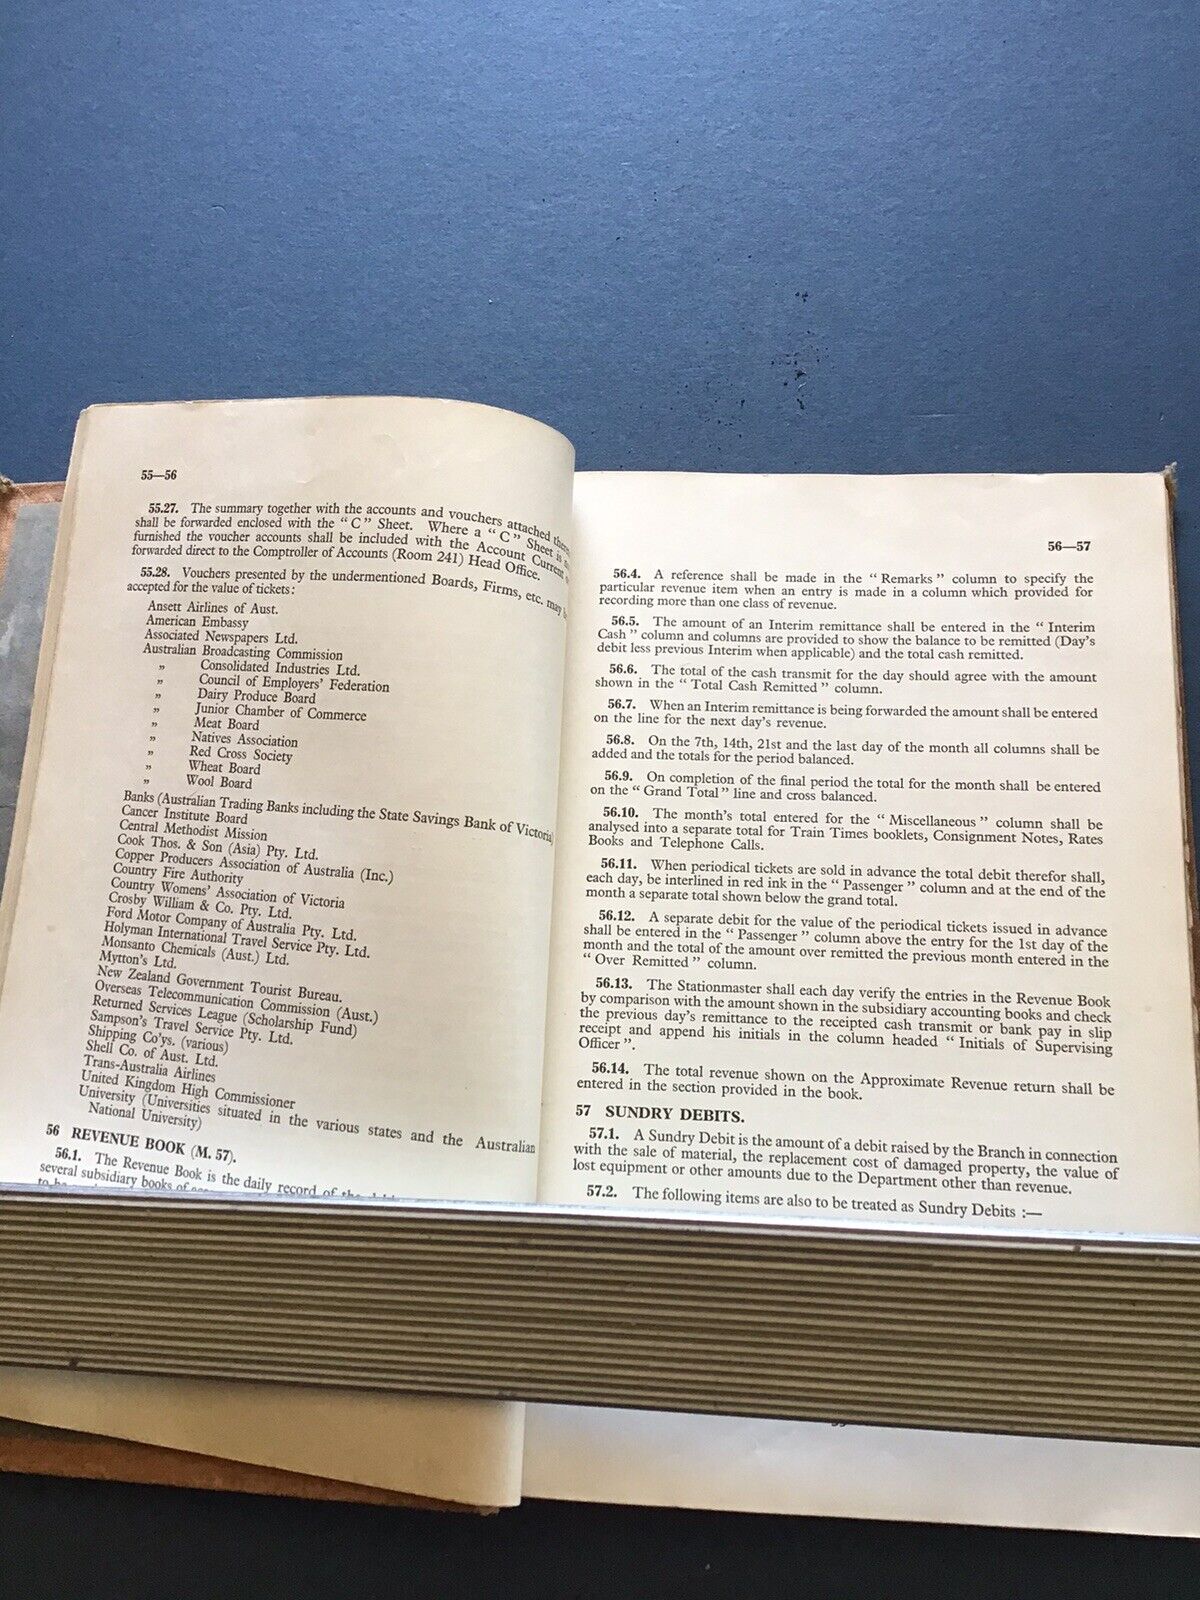 55—56
55.27. The summary together with the accounts and vouchers attached
shall be forwarded enclosed with the “ C ” Sheet. Where a “ C ” Sheet is
furnished the voucher accounts shall be included with the Account Current
forwarded direct to the Comptroller of Accounts (Room 241) Head Office.
55.28. Vouchers presented by the undermentioned Boards, Firms, etc. may
accepted for the value of tickets:
Ansett Airlines of Aust.
American Embassy
Associated Newspapers Ltd.
Australian Broadcasting Commission
„ Consolidated Industries Ltd.
„ Council of Employers' Federation
„ Dairy Produce Board
„ Junior Chamber of Commerce
„ Meat Board
„ Natives Association
„ Red Cross Society
„ Wheat Board
„ Wool Board
Banks (Australian Trading Banks including the State Savings Bank of Victoria)
Cancer Institute Board
Central Methodist Mission
Cook Thos. & Son (Asia) Pty. Ltd.
Copper Producers Association of Australia (Inc.)
Country Fire Authority
Country Womens' Association of Victoria
Crosby William & Co. Pty. Ltd.
Ford Motor Company of Australia Pty. Ltd.
Holyman International Travel Service Pty. Ltd.
Monsanto Chemicals (Aust.) Ltd.
Mytton's Ltd.
New Zealand Government Tourist Bureau.
Overseas Telecommunication Commission (Aust.)
Returned Services League (Scholarship Fund)
Sampson's Travel Service Pty. Ltd.
Shipping Co'ys. (various)
Shell Co. of Aust. Ltd.
Trans-Australia Airlines
United Kingdom High Commissioner
University (Universities situated in the various states and the Australian
National University)
56 REVENUE BOOK (M. 57).
56.1. The Revenue Book is the daily record of the
several subsidiary books of
56—57
56.4. A reference shall be made in the “ Remarks ” column to specify the
particular revenue item when an entry is made in a column which provided for
recording more than one class of revenue.
56.5. The amount of an Interim remittance shall be entered in the “ Interim
Cash ” column and columns are provided to show the balance to be remitted (Day's
debit less previous Interim when applicable) and the total cash remitted.
56.6. The total of the cash transmit for the day should agree with the amount
shown in the “ Total Cash Remitted ” column.
56.7. When an Interim remittance is being forwarded the amount shall be entered
on the line for the next day's revenue.
56.8. On the 7th, 14th, 21st and the last day of the month all columns shall be
added and the totals for the period balanced.
56.9. On completion of the final period the total for the month shall be entered
on the “ Grand Total ” line and cross balanced.
56.10. The month's total entered for the “ Miscellaneous ” column shall be
analysed into a separate total for Train Times booklets, Consignment Notes, Rates
Books and Telephone Calls.
56.11. When periodical tickets are sold in advance the total debit therefor shall,
each day, be interlined in red ink in the “ Passenger ” column and at the end of the
month a separate total shown below the grand total.
56.12. A separate debit for the value of the periodical tickets issued in advance
shall be entered in the “ Passenger ” column above the entry for the 1st day of the
month and the total of the amount over remitted the previous month entered in the
“ Over Remitted ” column.
56.13. The Stationmaster shall each day verify the entries in the Revenue Book
by comparison with the amount shown in the subsidiary accounting books and check
the previous day's remittance to the receipted cash transmit or bank pay in slip
receipt and append his initials in the column headed “ Initials of Supervising
Officer ”.
56.14. The total revenue shown on the Approximate Revenue return shall be
entered in the section provided in the book.
57 SUNDRY DEBITS.
57.1. A Sundry Debit is the amount of a debit raised by the Branch in connection
with the sale of material, the replacement cost of damaged property, the value of
lost equipment or other amounts due to the Department other than revenue.
57.2. The following items are also to be treated as Sundry Debits :—